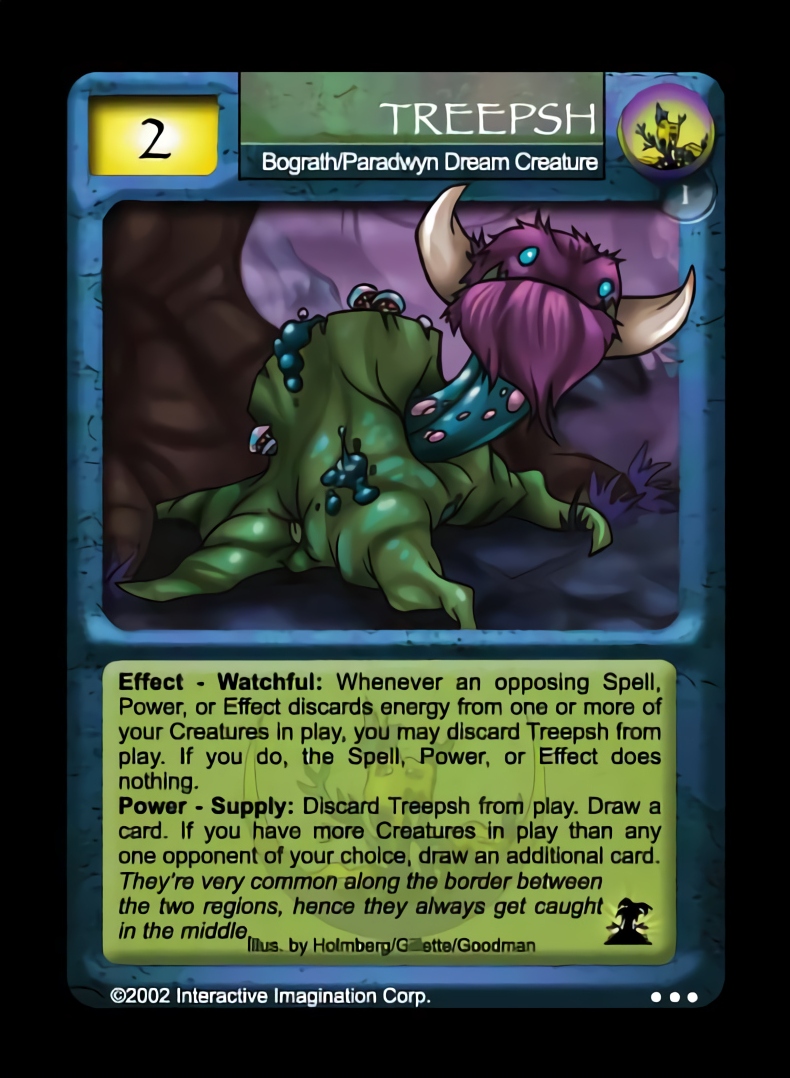 2
TREEPSH
Bograth/Paradwyn Dream Creature
1
Effect - Watchful: Whenever an opposing Spell,
Power, or Effect discards energy from one or more of
your Creatures in play, you may discard Treepsh from
play. If you do, the Spell, Power, or Effect does
nothing.
Power - Supply: Discard Treepsh from play. Draw a
card. If you have more Creatures in play than any
one opponent of your choice, draw an additional card.
They're very common along the border between
the two regions, hence they always get caught
in the middle.
Illus. by Holmberg/Gillette/Goodman
©2002 Interactive Imagination Corp.